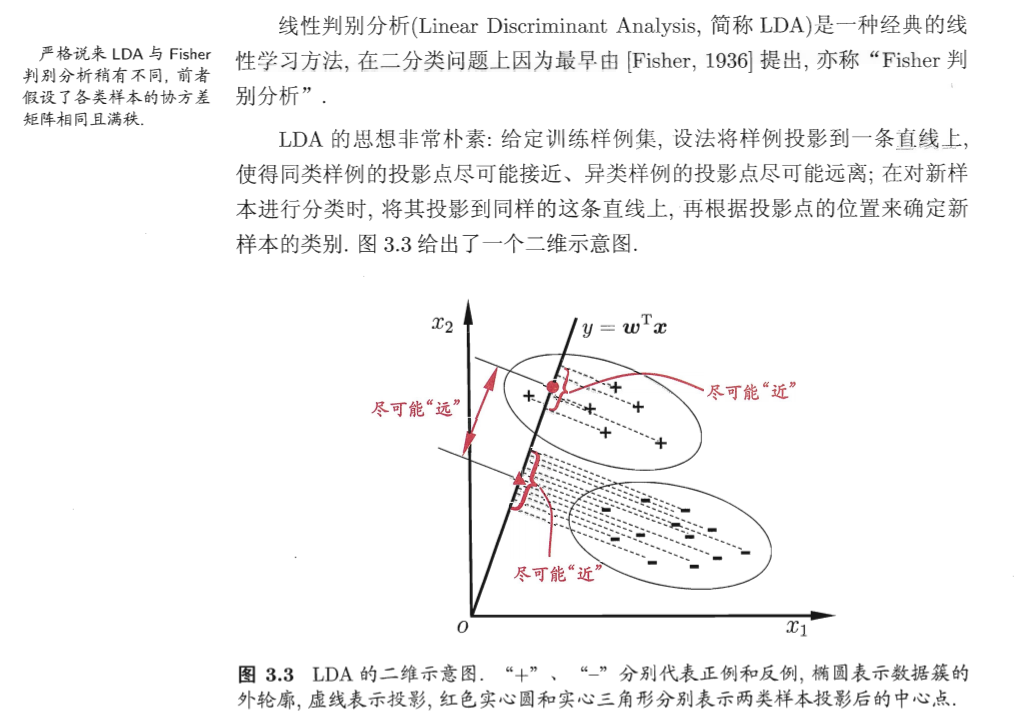 线性判别分析(Linear Discriminant Analysis, 简称 LDA)是一种经典的线
性学习方法, 在二分类问题上因为最早由 [Fisher, 1936] 提出, 亦称 “Fisher 判
别分析” .
严格说来 LDA 与 Fisher
判别分析稍有不同, 前者
假设了各类样本的协方差
矩阵相同且满秩.
LDA 的思想非常朴素: 给定训练样例集, 设法将样例投影到一条直线上,
使得同类样例的投影点尽可能接近、异类样例的投影点尽可能远离; 在对新样
本进行分类时, 将其投影到同样的这条直线上, 再根据投影点的位置来确定新
样本的类别. 图 3.3 给出了一个二维示意图.
x₂
y = wᵀx
尽可能“近”
尽可能“远”
尽可能“近”
O
x₁
图 3.3 LDA 的二维示意图. “+” 、 “–” 分别代表正例和反例, 椭圆表示数据簇的
外轮廓, 虚线表示投影, 红色实心圆和实心三角形分别表示两类样本投影后的中心点.